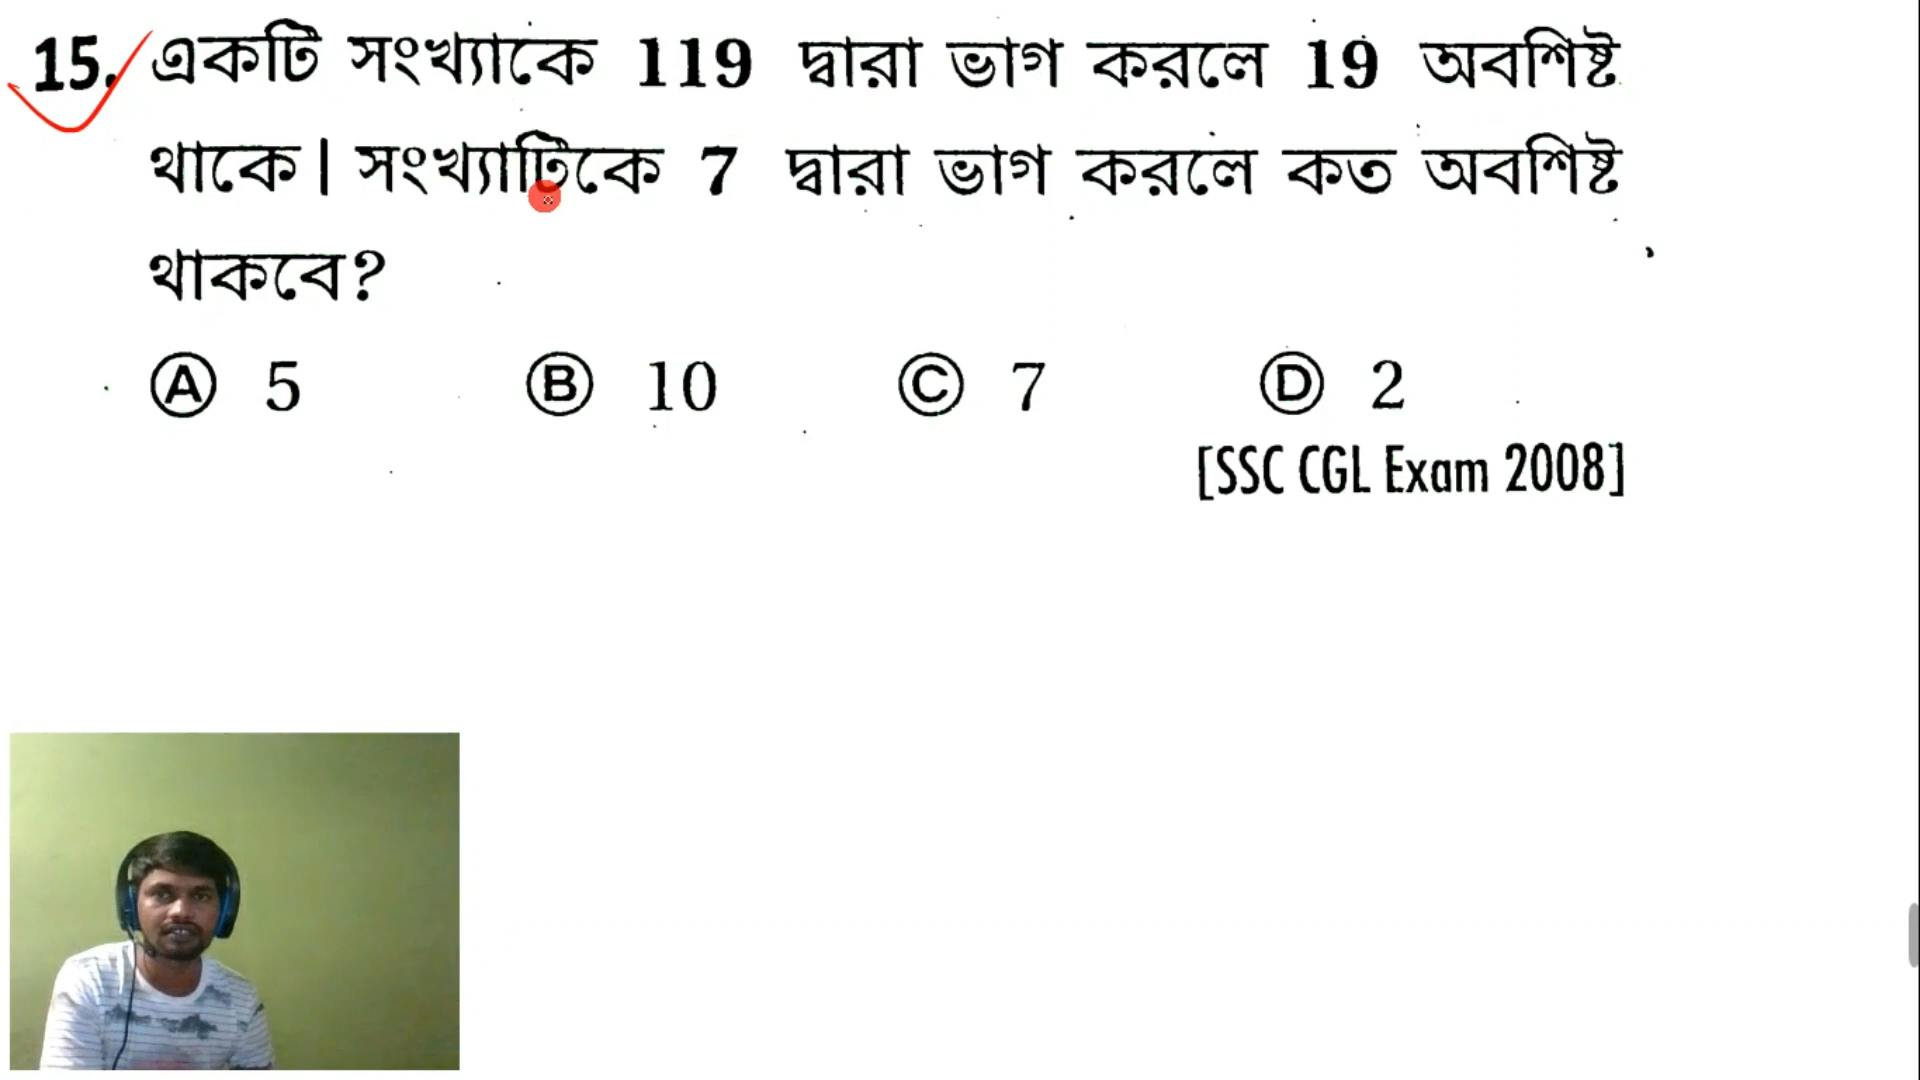 15. একটি সংখ্যাকে 119 দ্বারা ভাগ করলে 19 অবশিষ্ট
থাকে। সংখ্যাটিকে 7 দ্বারা ভাগ করলে কত অবশিষ্ট
থাকবে?
Ⓐ 5 Ⓑ 10 Ⓒ 7 Ⓓ 2
[SSC CGL Exam 2008]